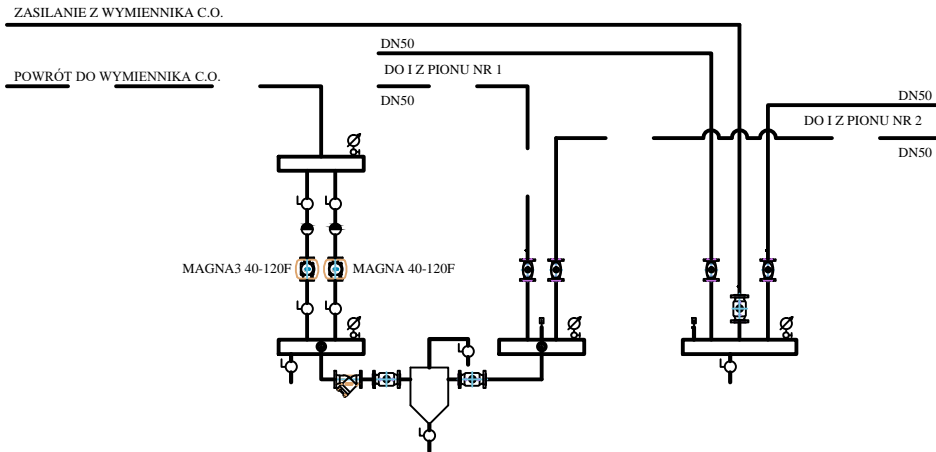 ZASILANIE Z WYMIENNIKA C.O.
DN50
DO I Z PIONU NR 1
POWRÓT DO WYMIENNIKA C.O.
DN50
DN50
DO I Z PIONU NR 2
DN50
MAGNA3 40-120F
MAGNA 40-120F